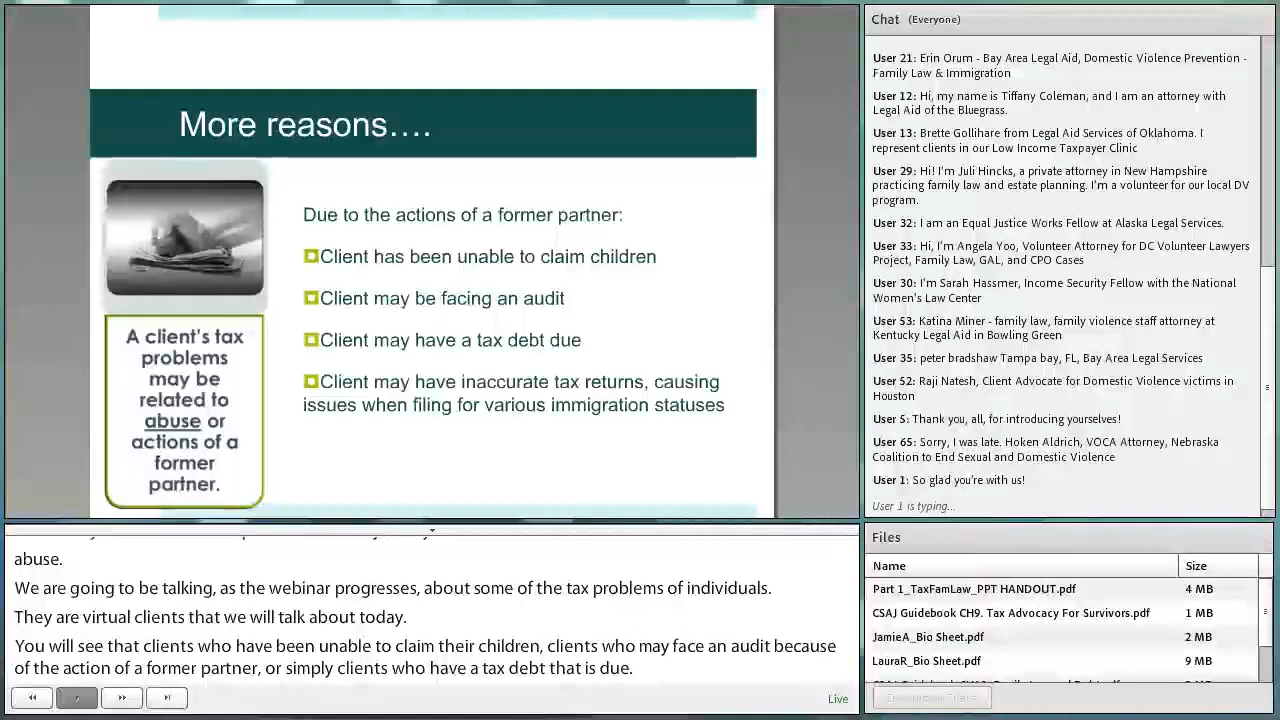 More reasons….
Due to the actions of a former partner:
Client has been unable to claim children
Client may be facing an audit
Client may have a tax debt due
Client may have inaccurate tax returns, causing
issues when filing for various immigration statuses
A client's tax
problems
may be
related to
abuse or
actions of a
former
partner.
abuse.
We are going to be talking, as the webinar progresses, about some of the tax problems of individuals.
They are virtual clients that we will talk about today.
You will see that clients who have been unable to claim their children, clients who may face an audit because
of the action of a former partner, or simply clients who have a tax debt that is due.
Live
Chat (Everyone)
User 21: Erin Orum - Bay Area Legal Aid, Domestic Violence Prevention -
Family Law & Immigration
User 12: Hi, my name is Tiffany Coleman, and I am an attorney with
Legal Aid of the Bluegrass.
User 13: Brette Gollihare from Legal Aid Services of Oklahoma. I
represent clients in our Low Income Taxpayer Clinic
User 29: Hi! I'm Juli Hincks, a private attorney in New Hampshire
practicing family law and estate planning. I'm a volunteer for our local DV
program.
User 32: I am an Equal Justice Works Fellow at Alaska Legal Services.
User 33: Hi, I'm Angela Yoo, Volunteer Attorney for DC Volunteer Lawyers
Project, Family Law, GAL, and CPO Cases
User 30: I'm Sarah Hassmer, Income Security Fellow with the National
Women's Law Center
User 53: Katina Miner - family law, family violence staff attorney at
Kentucky Legal Aid in Bowling Green
User 35: peter bradshaw Tampa bay, FL, Bay Area Legal Services
User 52: Raji Natesh, Client Advocate for Domestic Violence victims in
Houston
User 5: Thank you, all, for introducing yourselves!
User 65: Sorry, I was late. Hoken Aldrich, VOCA Attorney, Nebraska
Coalition to End Sexual and Domestic Violence
User 1: So glad you're with us!
User 1 is typing...
Files
Name Size
Part 1_TaxFamLaw_PPT HANDOUT.pdf 4 MB
CSAJ Guidebook CH9. Tax Advocacy For Survivors.pdf 1 MB
JamieA_Bio Sheet.pdf 2 MB
LauraR_Bio Sheet.pdf 9 MB